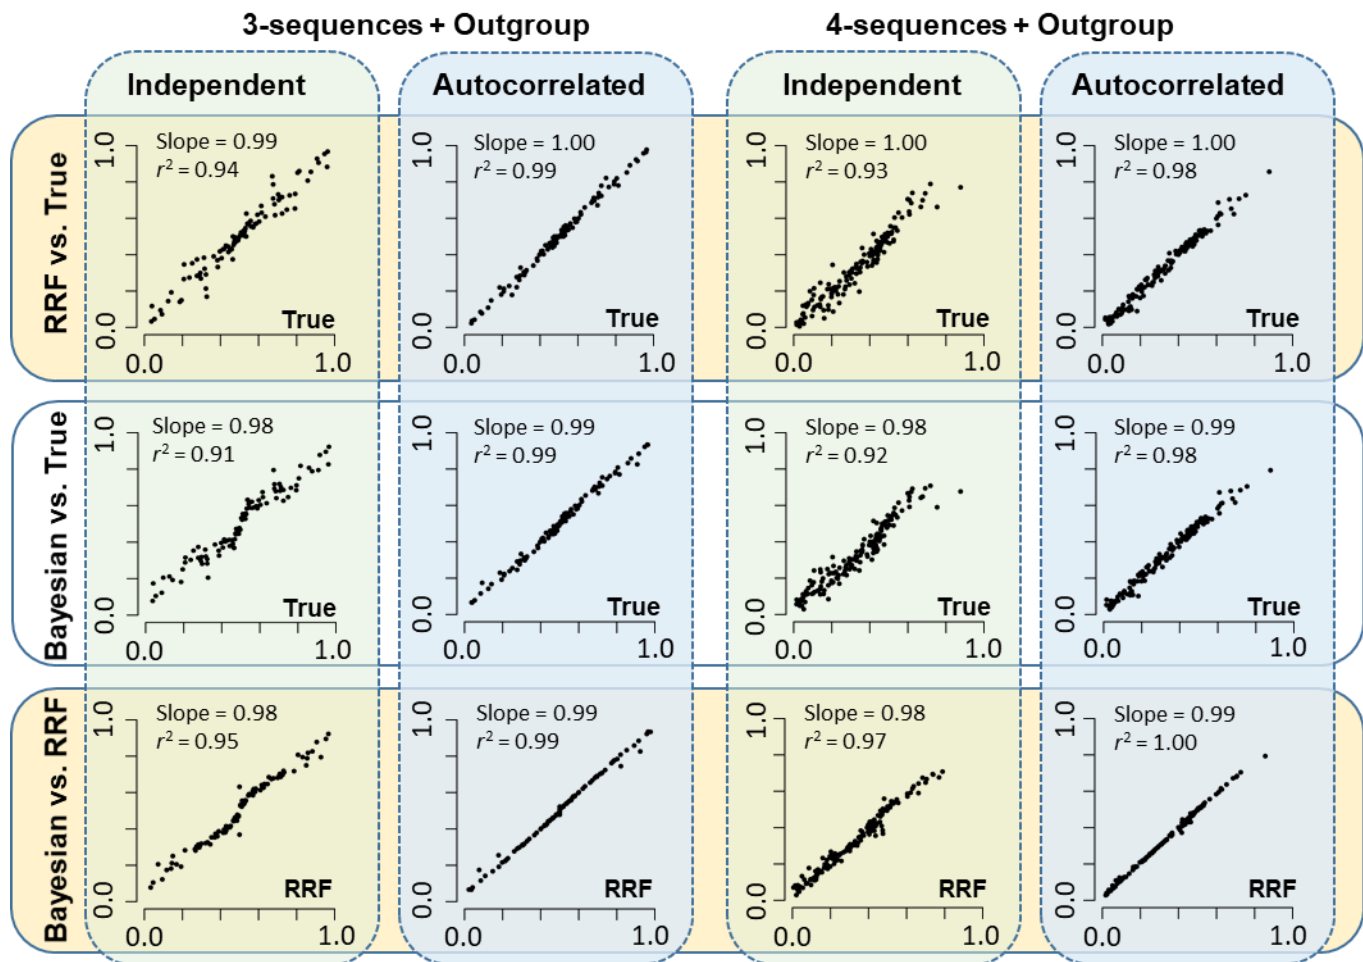 3-sequences + Outgroup
4-sequences + Outgroup
Independent
Autocorrelated
Independent
Autocorrelated
RRF vs. True
1.0
0.0
Slope = 0.99
r² = 0.94
True
0.0
1.0
1.0
0.0
Slope = 1.00
r² = 0.99
True
0.0
1.0
1.0
0.0
Slope = 1.00
r² = 0.93
True
0.0
1.0
1.0
0.0
Slope = 1.00
r² = 0.98
True
0.0
1.0
Bayesian vs. True
1.0
0.0
Slope = 0.98
r² = 0.91
True
0.0
1.0
1.0
0.0
Slope = 0.99
r² = 0.99
True
0.0
1.0
1.0
0.0
Slope = 0.98
r² = 0.92
True
0.0
1.0
1.0
0.0
Slope = 0.99
r² = 0.98
True
0.0
1.0
Bayesian vs. RRF
1.0
0.0
Slope = 0.98
r² = 0.95
RRF
0.0
1.0
1.0
0.0
Slope = 0.99
r² = 0.99
RRF
0.0
1.0
1.0
0.0
Slope = 0.98
r² = 0.97
RRF
0.0
1.0
1.0
0.0
Slope = 0.99
r² = 1.00
RRF
0.0
1.0